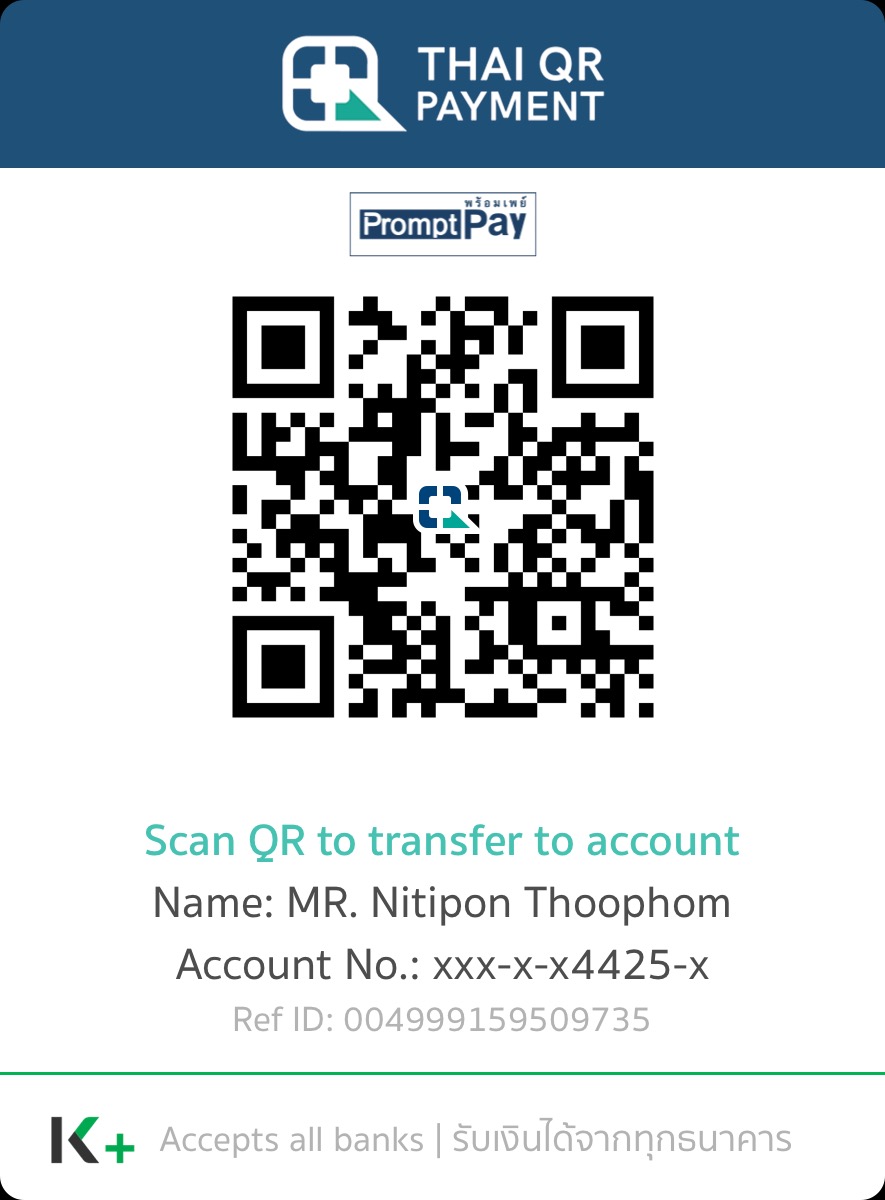 THAI QR
PAYMENT
พร้อมเพย์
PromptPay
Scan QR to transfer to account
Name: MR. Nitipon Thoophom
Account No.: xxx-x-x4425-x
Ref ID: 004999159509735
K+ Accepts all banks | รับเงินได้จากทุกธนาคาร